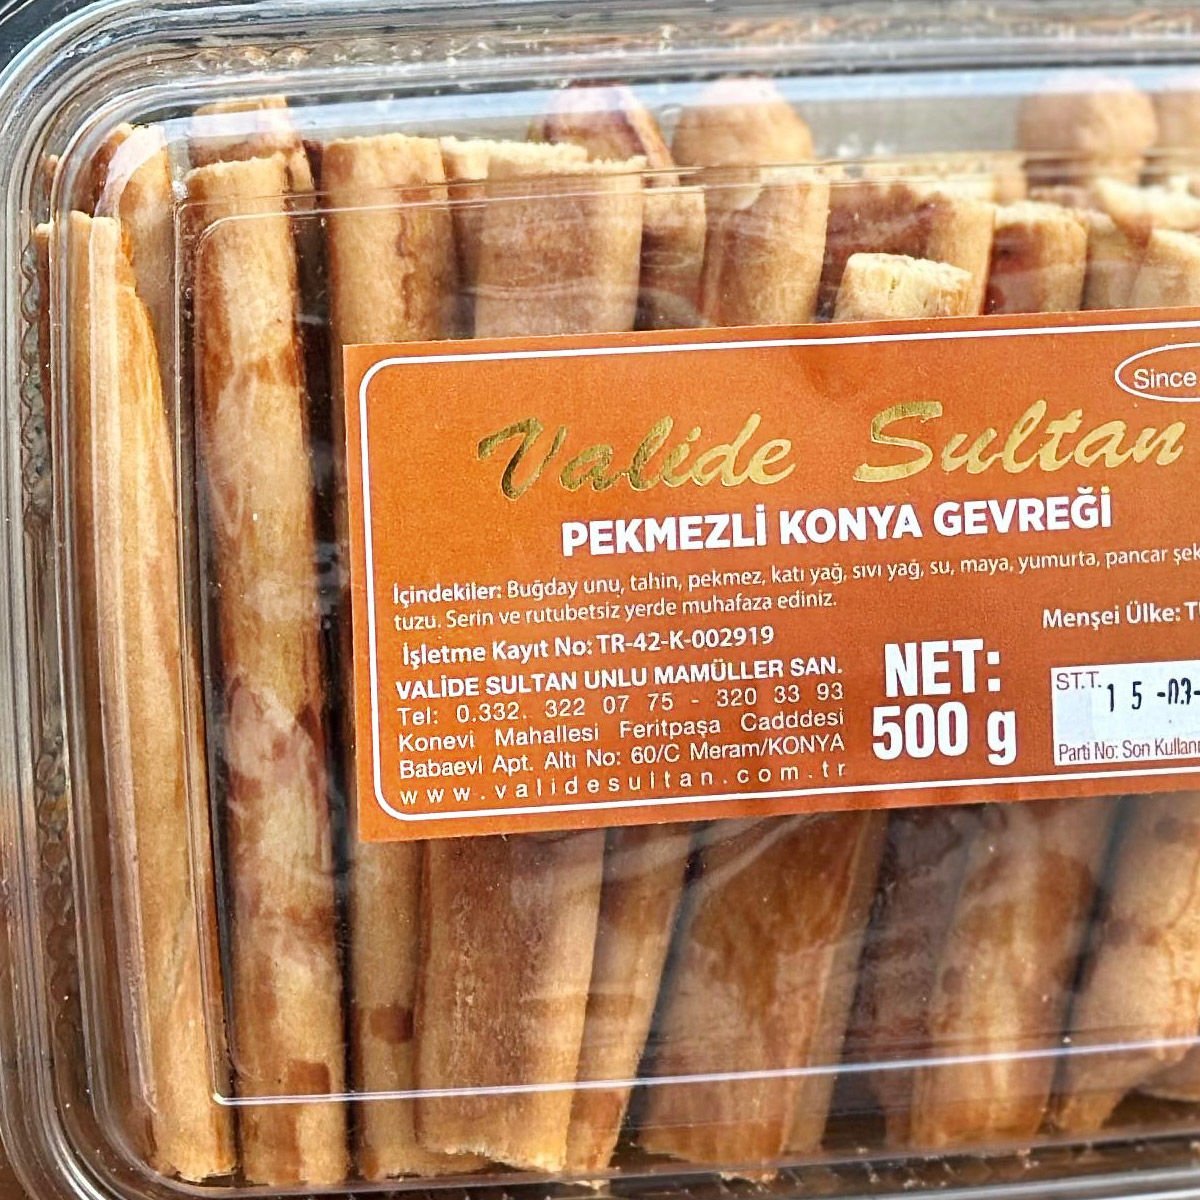 Since
Valide Sultan
PEKMEZLİ KONYA GEVREĞİ
İçindekiler: Buğday unu, tahin, pekmez, katı yağ, sıvı yağ, su, maya, yumurta, pancar şek
tuzu. Serin ve rutubetsiz yerde muhafaza ediniz.
Menşei Ülke: T
İşletme Kayıt No: TR-42-K-002919
VALİDE SULTAN UNLU MAMÜLLER SAN.
Tel: 0.332. 322 07 75 - 320 33 93
Konevi Mahallesi Feritpaşa Cadddesi
Babaevi Apt. Altı No: 60/C Meram/KONYA
www.validesultan.com.tr
NET:
500 g
ST.T. 15-03-
Parti No: Son Kullanı